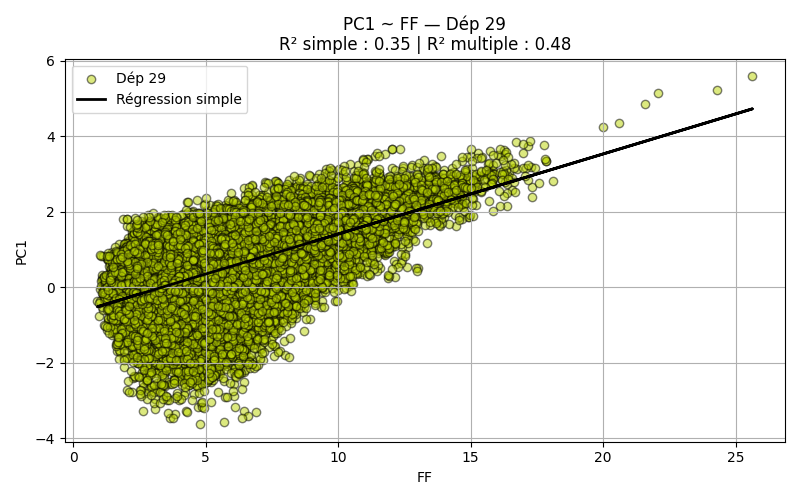 PC1 ~ FF — Dép 29
R² simple : 0.35 | R² multiple : 0.48
Dép 29
Régression simple
6
4
2
0
−2
−4
PC1
0 5 10 15 20 25
FF